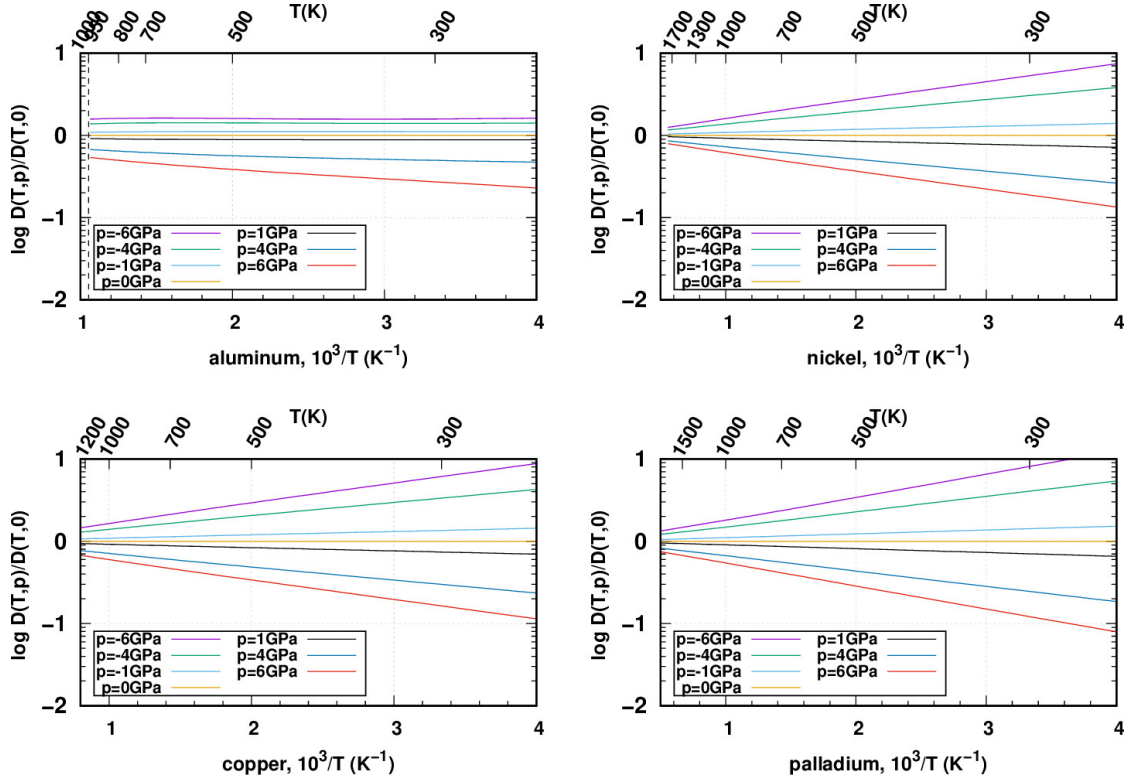 T(K)
1000 950 800 700 500 300
log D(T,p)/D(T,0)
1
0
−1
−2
p=-6GPa p=1GPa
p=-4GPa p=4GPa
p=-1GPa p=6GPa
p=0GPa
1 2 3 4
aluminum, 10³/T (K⁻¹)
T(K)
1700 1300 1000 700 500 300
log D(T,p)/D(T,0)
1
0
−1
−2
p=-6GPa p=1GPa
p=-4GPa p=4GPa
p=-1GPa p=6GPa
p=0GPa
1 2 3 4
nickel, 10³/T (K⁻¹)
T(K)
1200 1000 700 500 300
log D(T,p)/D(T,0)
1
0
−1
−2
p=-6GPa p=1GPa
p=-4GPa p=4GPa
p=-1GPa p=6GPa
p=0GPa
1 2 3 4
copper, 10³/T (K⁻¹)
T(K)
1500 1000 700 500 300
log D(T,p)/D(T,0)
1
0
−1
−2
p=-6GPa p=1GPa
p=-4GPa p=4GPa
p=-1GPa p=6GPa
p=0GPa
1 2 3 4
palladium, 10³/T (K⁻¹)